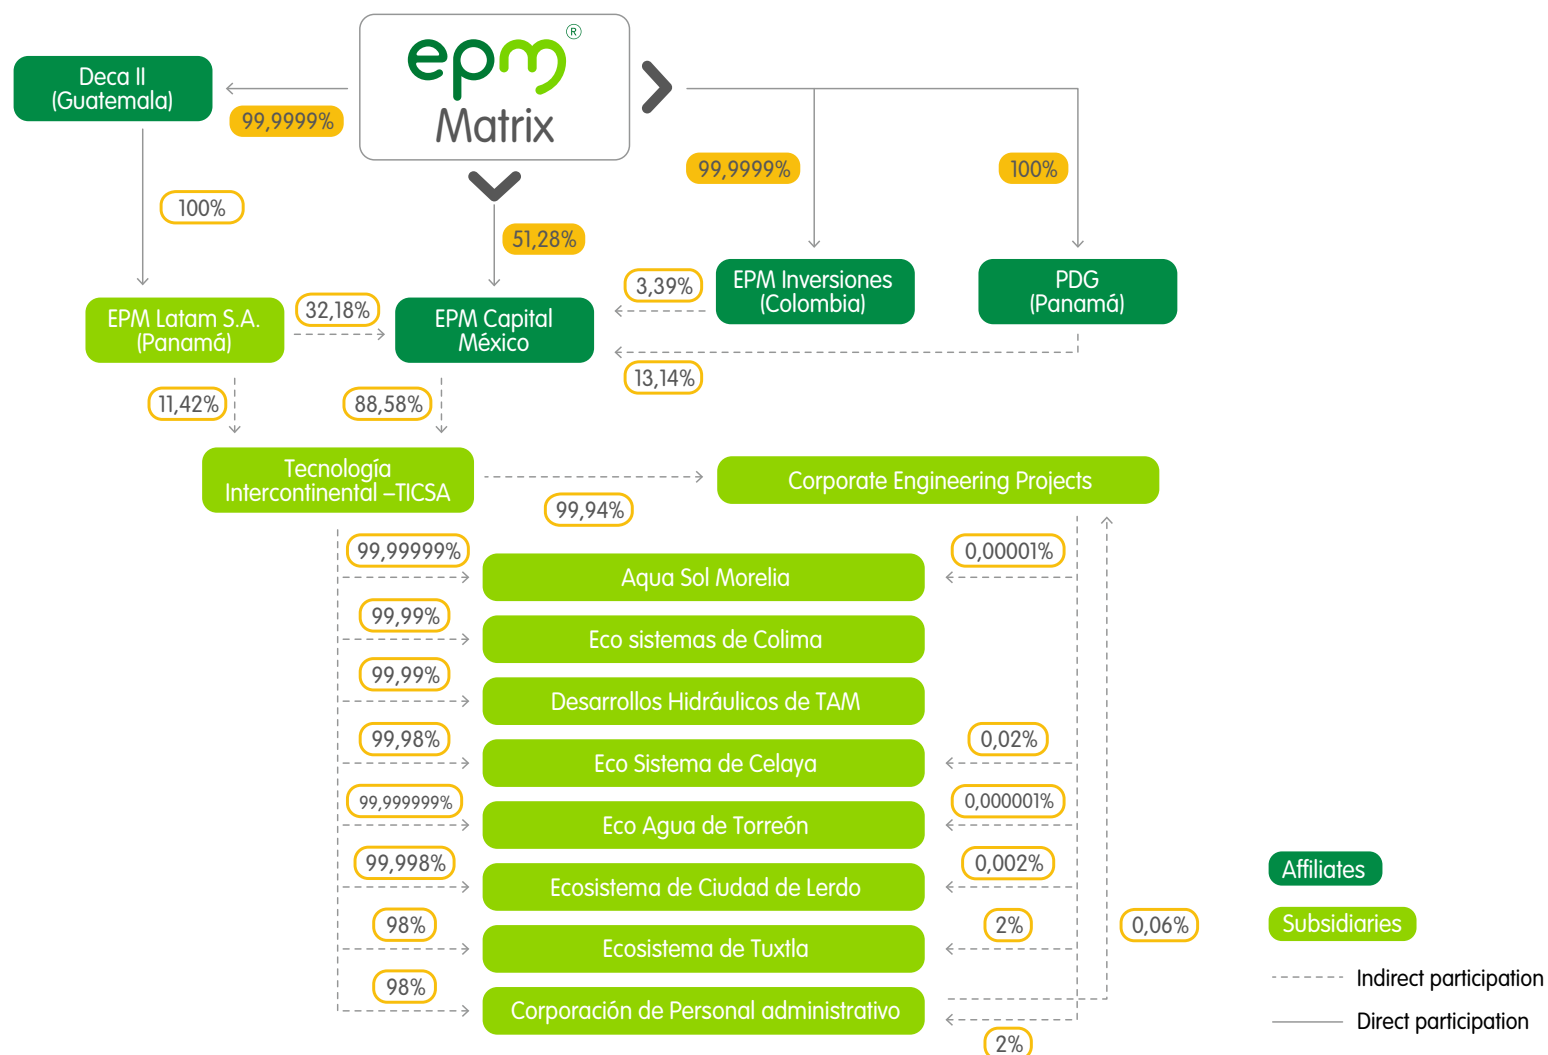 epm®
Matrix
Deca II
(Guatemala)
99,9999%
99,9999%
100%
100%
51,28%
EPM Inversiones
(Colombia)
PDG
(Panamá)
3,39%
EPM Latam S.A.
(Panamá)
32,18%
EPM Capital
México
13,14%
11,42%
88,58%
Tecnología
Intercontinental –TICSA
99,94%
Corporate Engineering Projects
99,99999%
Aqua Sol Morelia
0,00001%
99,99%
Eco sistemas de Colima
99,99%
Desarrollos Hidráulicos de TAM
99,98%
Eco Sistema de Celaya
0,02%
99,999999%
Eco Agua de Torreón
0,000001%
99,998%
Ecosistema de Ciudad de Lerdo
0,002%
98%
Ecosistema de Tuxtla
2%
0,06%
98%
Corporación de Personal administrativo
2%
Affiliates
Subsidiaries
Indirect participation
Direct participation